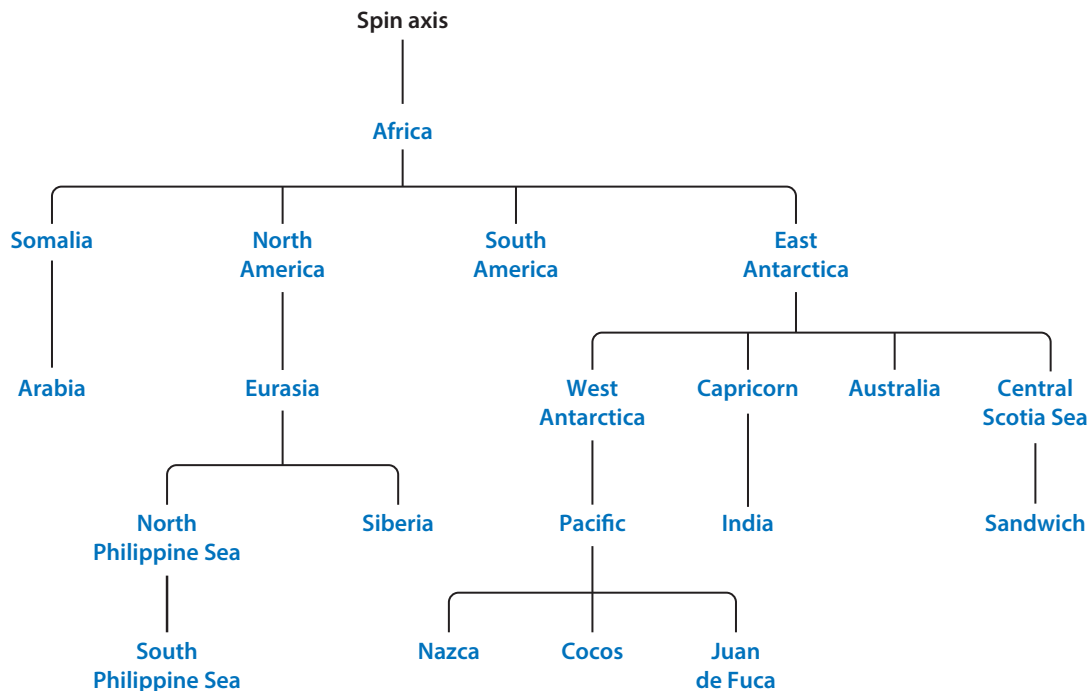 Spin axis
Africa
Somalia
North
America
South
America
East
Antarctica
Arabia
Eurasia
West
Antarctica
Capricorn
Australia
Central
Scotia Sea
North
Philippine Sea
Siberia
Pacific
India
Sandwich
South
Philippine Sea
Nazca
Cocos
Juan
de Fuca